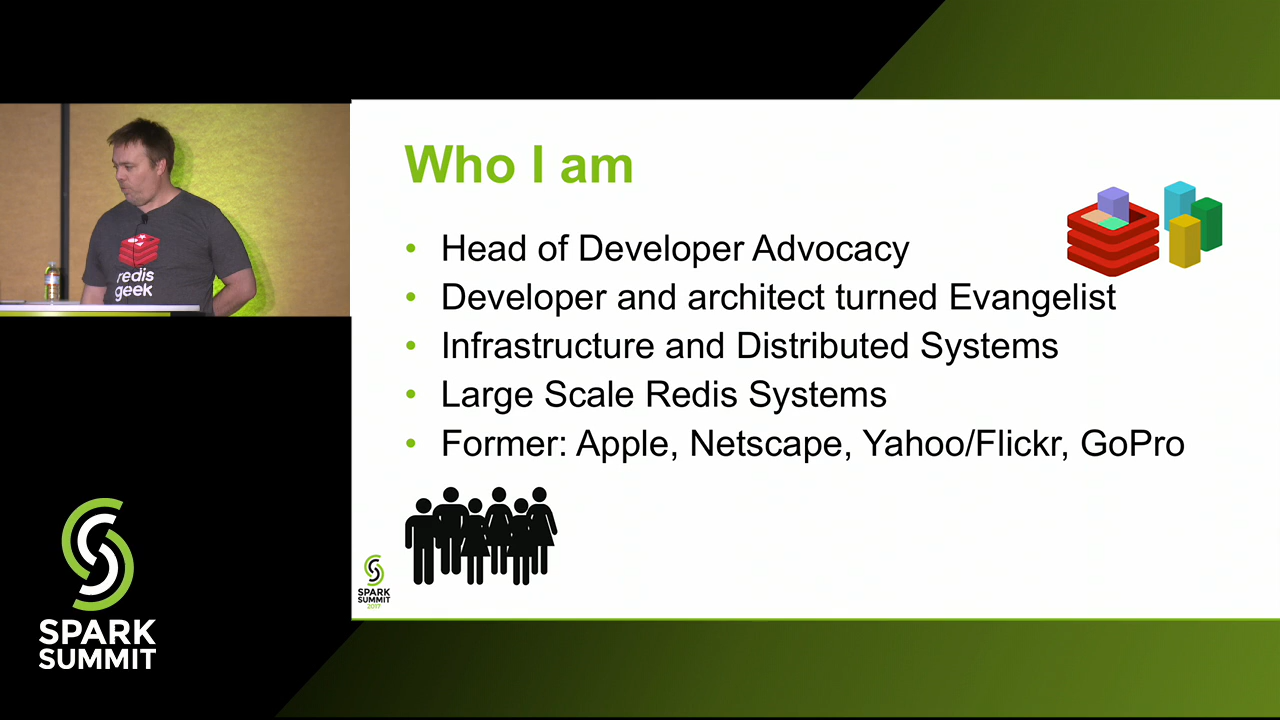 Who I am
• Head of Developer Advocacy
• Developer and architect turned Evangelist
• Infrastructure and Distributed Systems
• Large Scale Redis Systems
• Former: Apple, Netscape, Yahoo/Flickr, GoPro
redis
geek
SPARK
SUMMIT
2017
SPARK
SUMMIT